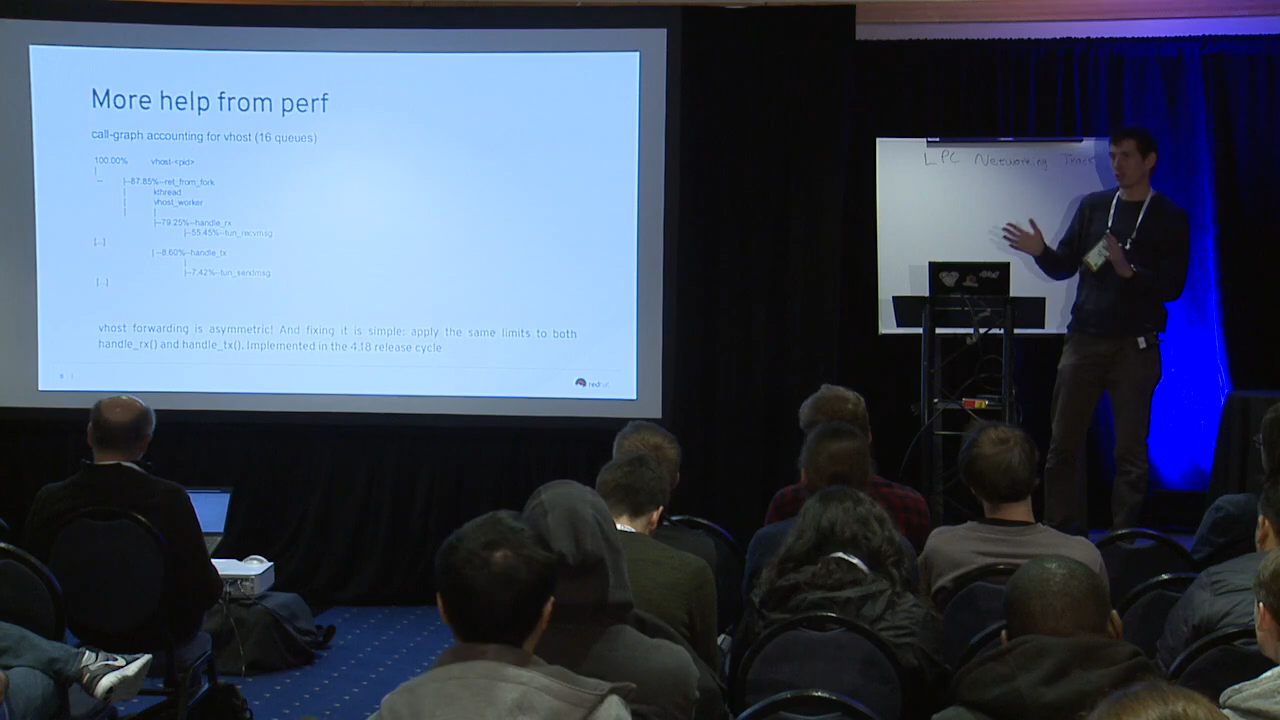 More help from perf
call-graph accounting for vhost (16 queues)
100.00% vhost-<pid>
|
-- |--87.85%--ret_from_fork
| kthread
| vhost_worker
| |
|--79.25%--handle_rx
|--55.45%--tun_recvmsg
[...]
|--8.60%--handle_tx
|
|--7.42%--tun_sendmsg
[...]
vhost forwarding is asymmetric! And fixing it is simple: apply the same limits to both
handle_rx() and handle_tx(). Implemented in the 4.18 release cycle
8 |
redhat.
LPC Networking Track